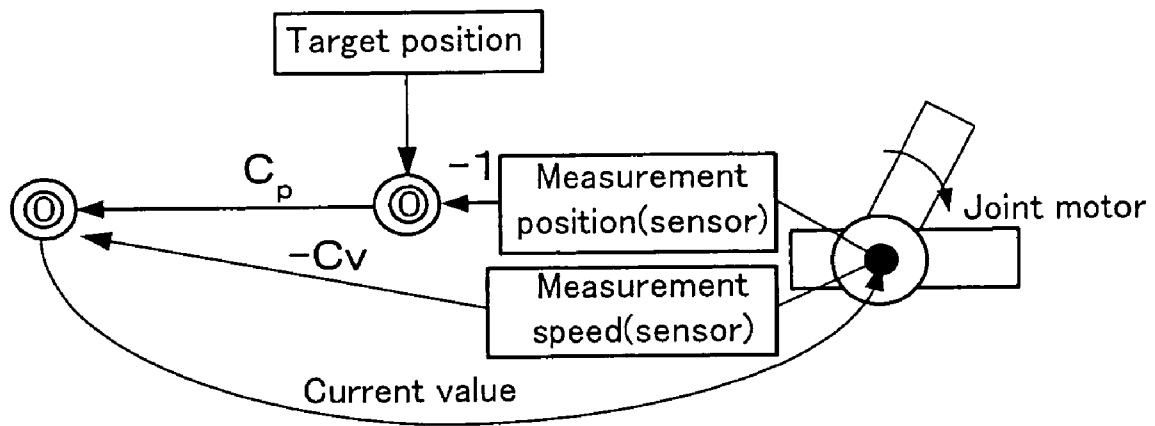 Target position
-1
Cp
Measurement
position(sensor)
O
O
Joint motor
-Cv
Measurement
speed(sensor)
Current value